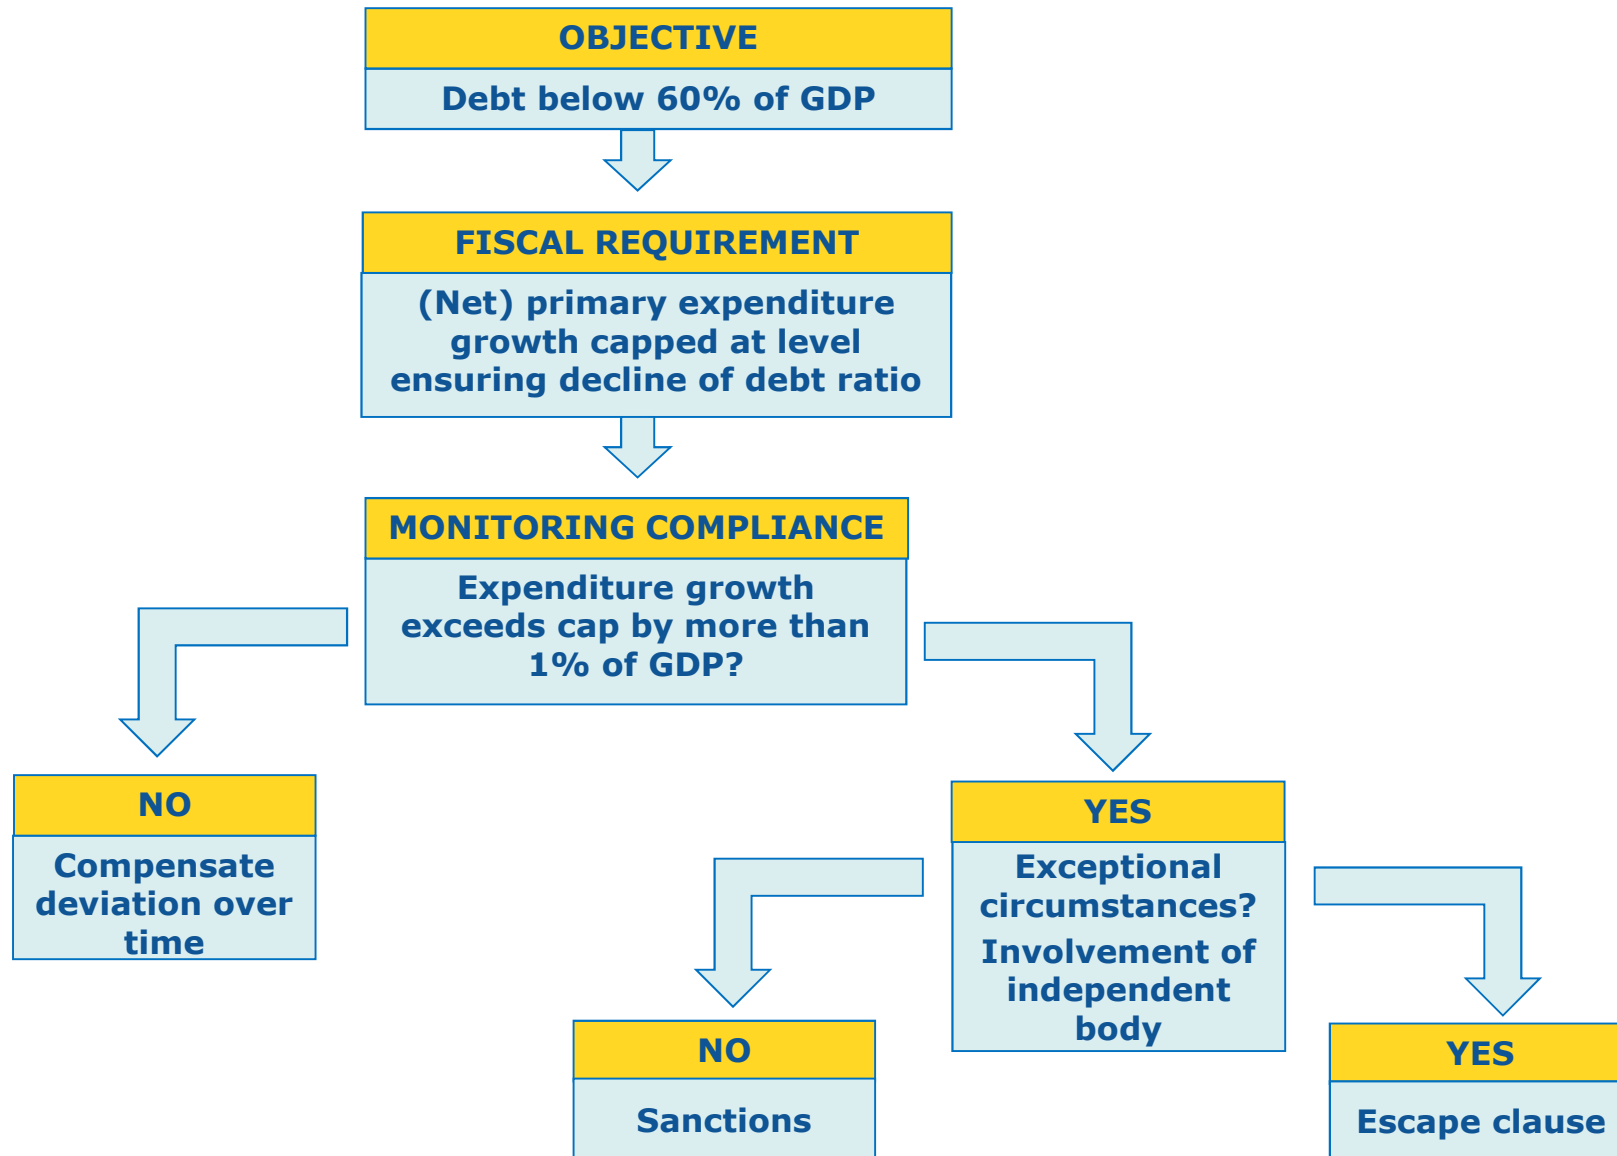 OBJECTIVE
Debt below 60% of GDP
FISCAL REQUIREMENT
(Net) primary expenditure
growth capped at level
ensuring decline of debt ratio
MONITORING COMPLIANCE
Expenditure growth
exceeds cap by more than
1% of GDP?
NO
Compensate
deviation over
time
YES
Exceptional
circumstances?
Involvement of
independent
body
NO
Sanctions
YES
Escape clause